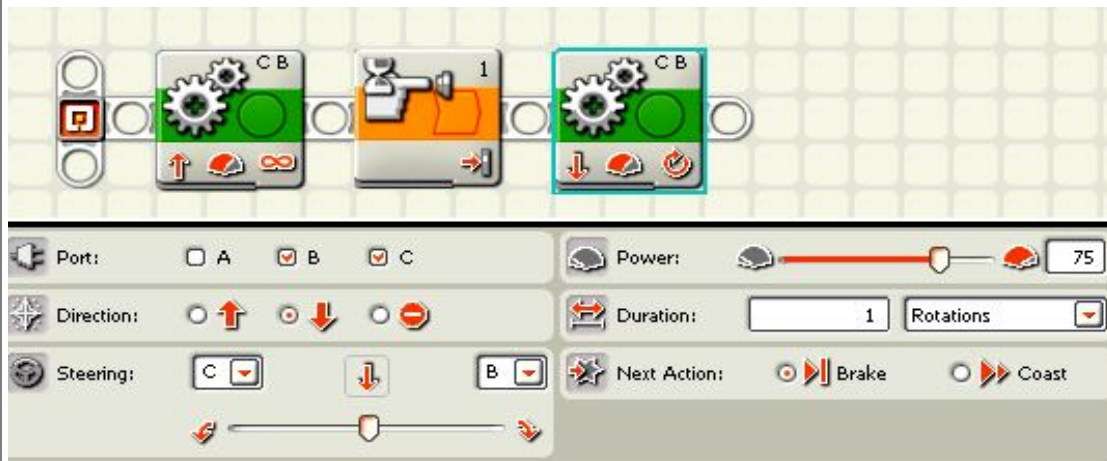 C B
1
C B
Port: A B C
Power: 75
Direction:
Duration: 1 Rotations
Steering: C B
Next Action: Brake Coast